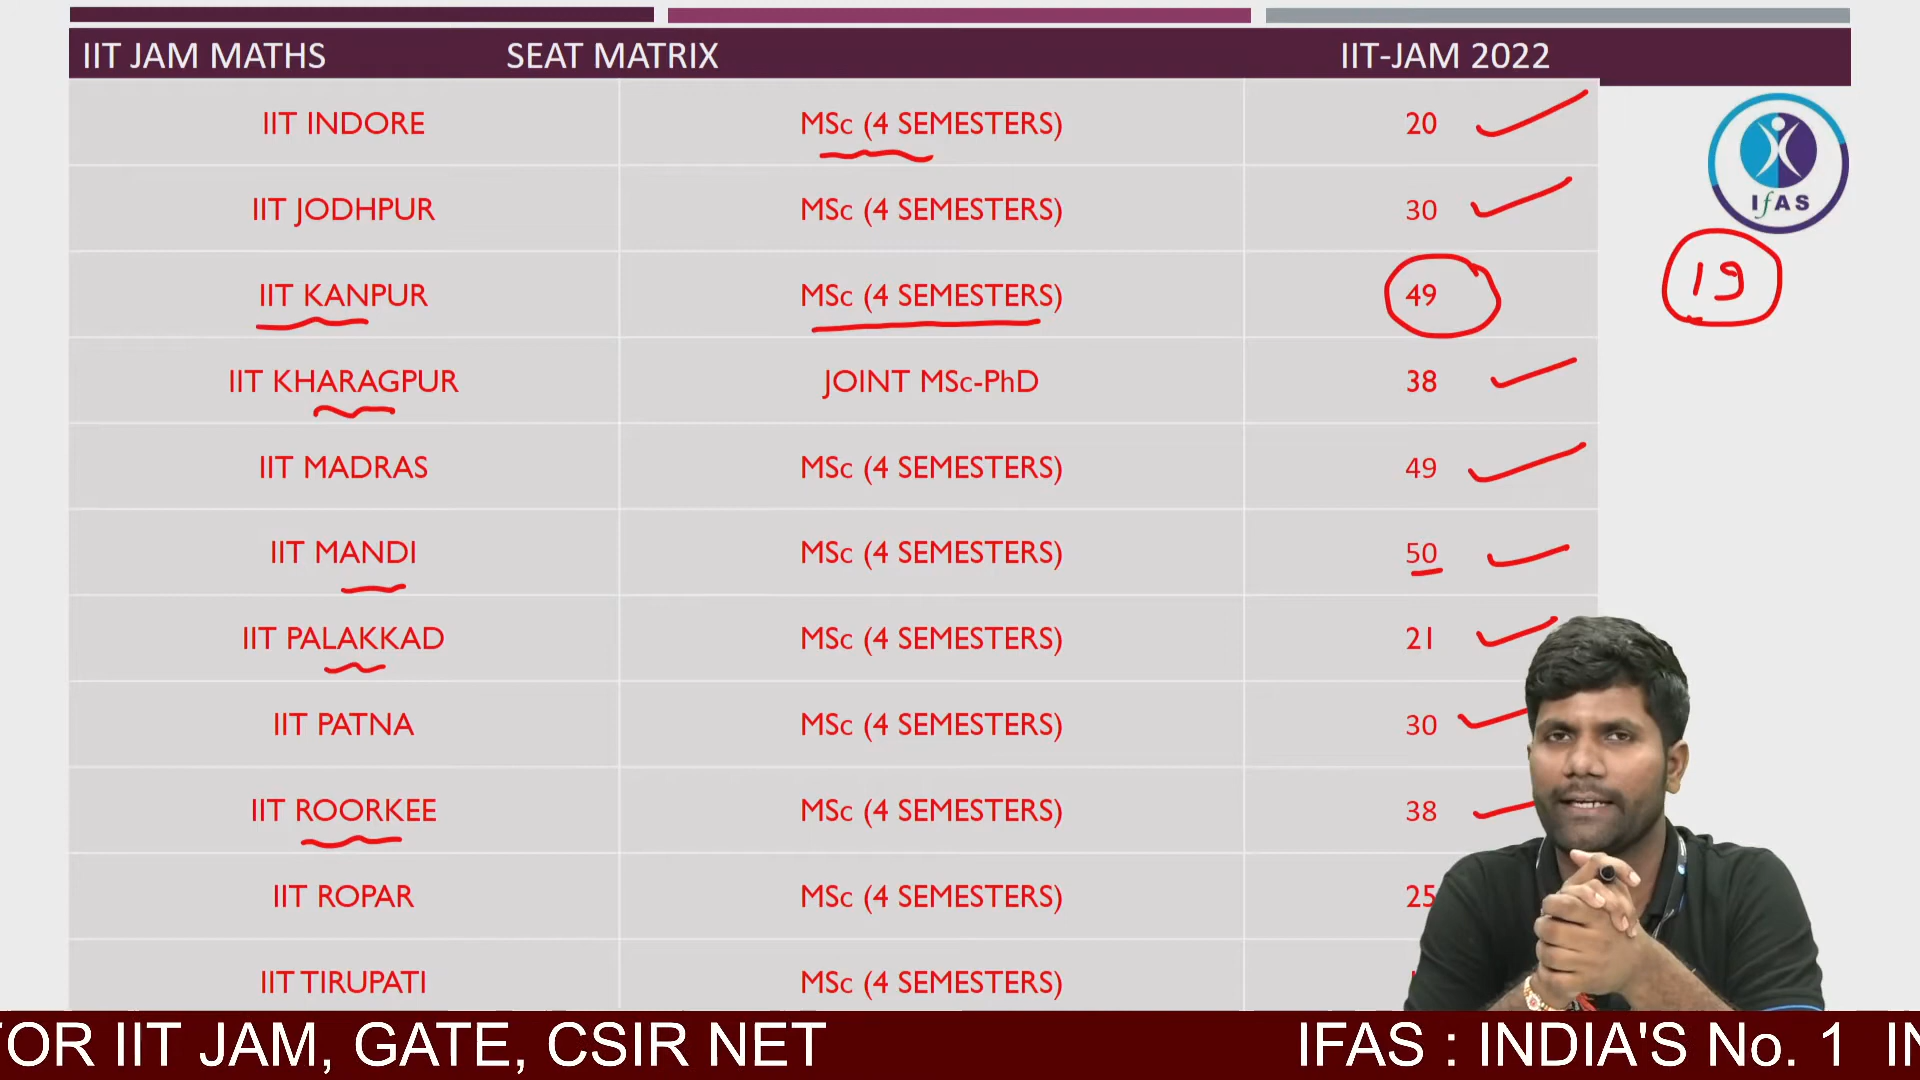 IIT JAM MATHS SEAT MATRIX IIT-JAM 2022
IIT INDORE MSc (4 SEMESTERS) 20
IfAS
IIT JODHPUR MSc (4 SEMESTERS) 30
IIT KANPUR MSc (4 SEMESTERS) 49 19
IIT KHARAGPUR JOINT MSc-PhD 38
IIT MADRAS MSc (4 SEMESTERS) 49
IIT MANDI MSc (4 SEMESTERS) 50
IIT PALAKKAD MSc (4 SEMESTERS) 21
IIT PATNA MSc (4 SEMESTERS) 30
IIT ROORKEE MSc (4 SEMESTERS) 38
IIT ROPAR MSc (4 SEMESTERS) 25
IIT TIRUPATI MSc (4 SEMESTERS)
OR IIT JAM, GATE, CSIR NET IFAS : INDIA'S No. 1